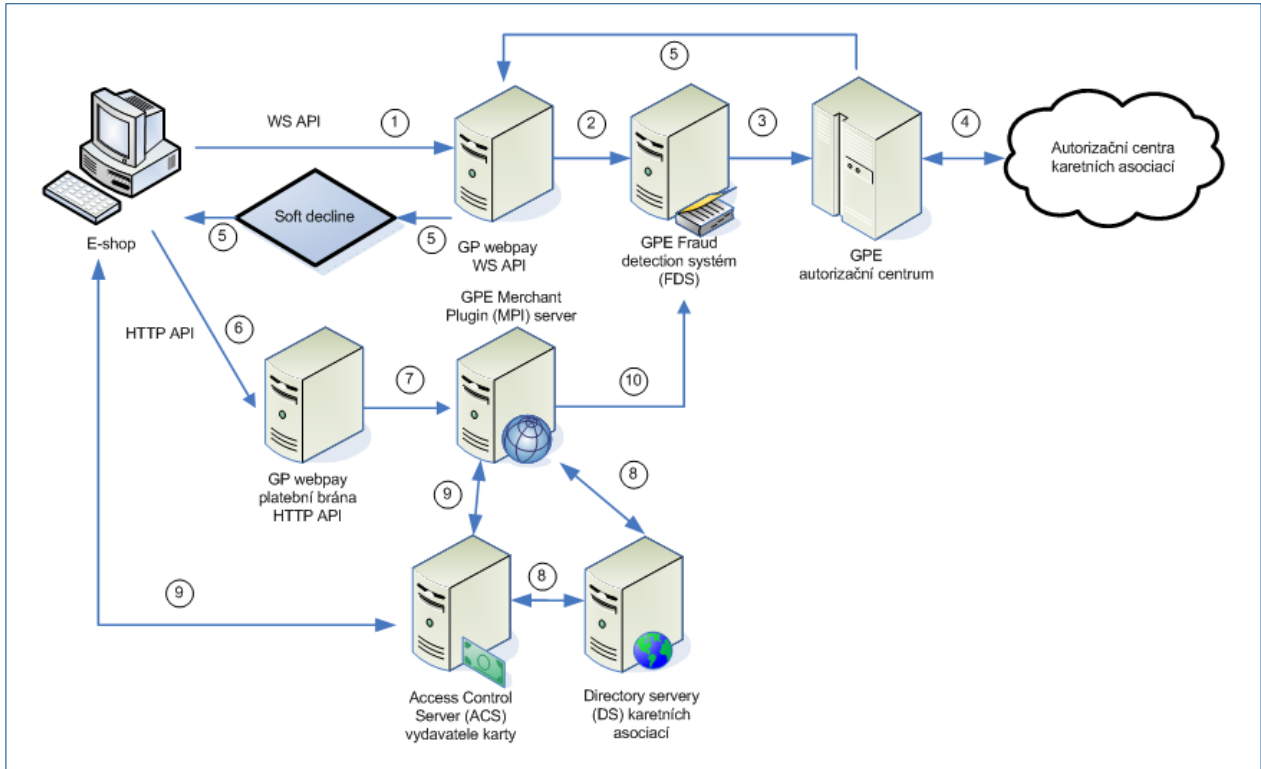 5
WS API
1
2
3
4
Autorizační centra
karetních asociací
Soft decline
5
5
E-shop
GP webpay
WS API
GPE Fraud
detection systém
(FDS)
GPE
autorizační centrum
HTTP API
6
GPE Merchant
Plugin (MPI) server
7
10
GP webpay
platební brána
HTTP API
9
8
8
9
Access Control
Server (ACS)
vydavatele karty
Directory servery
(DS) karetních
asociací